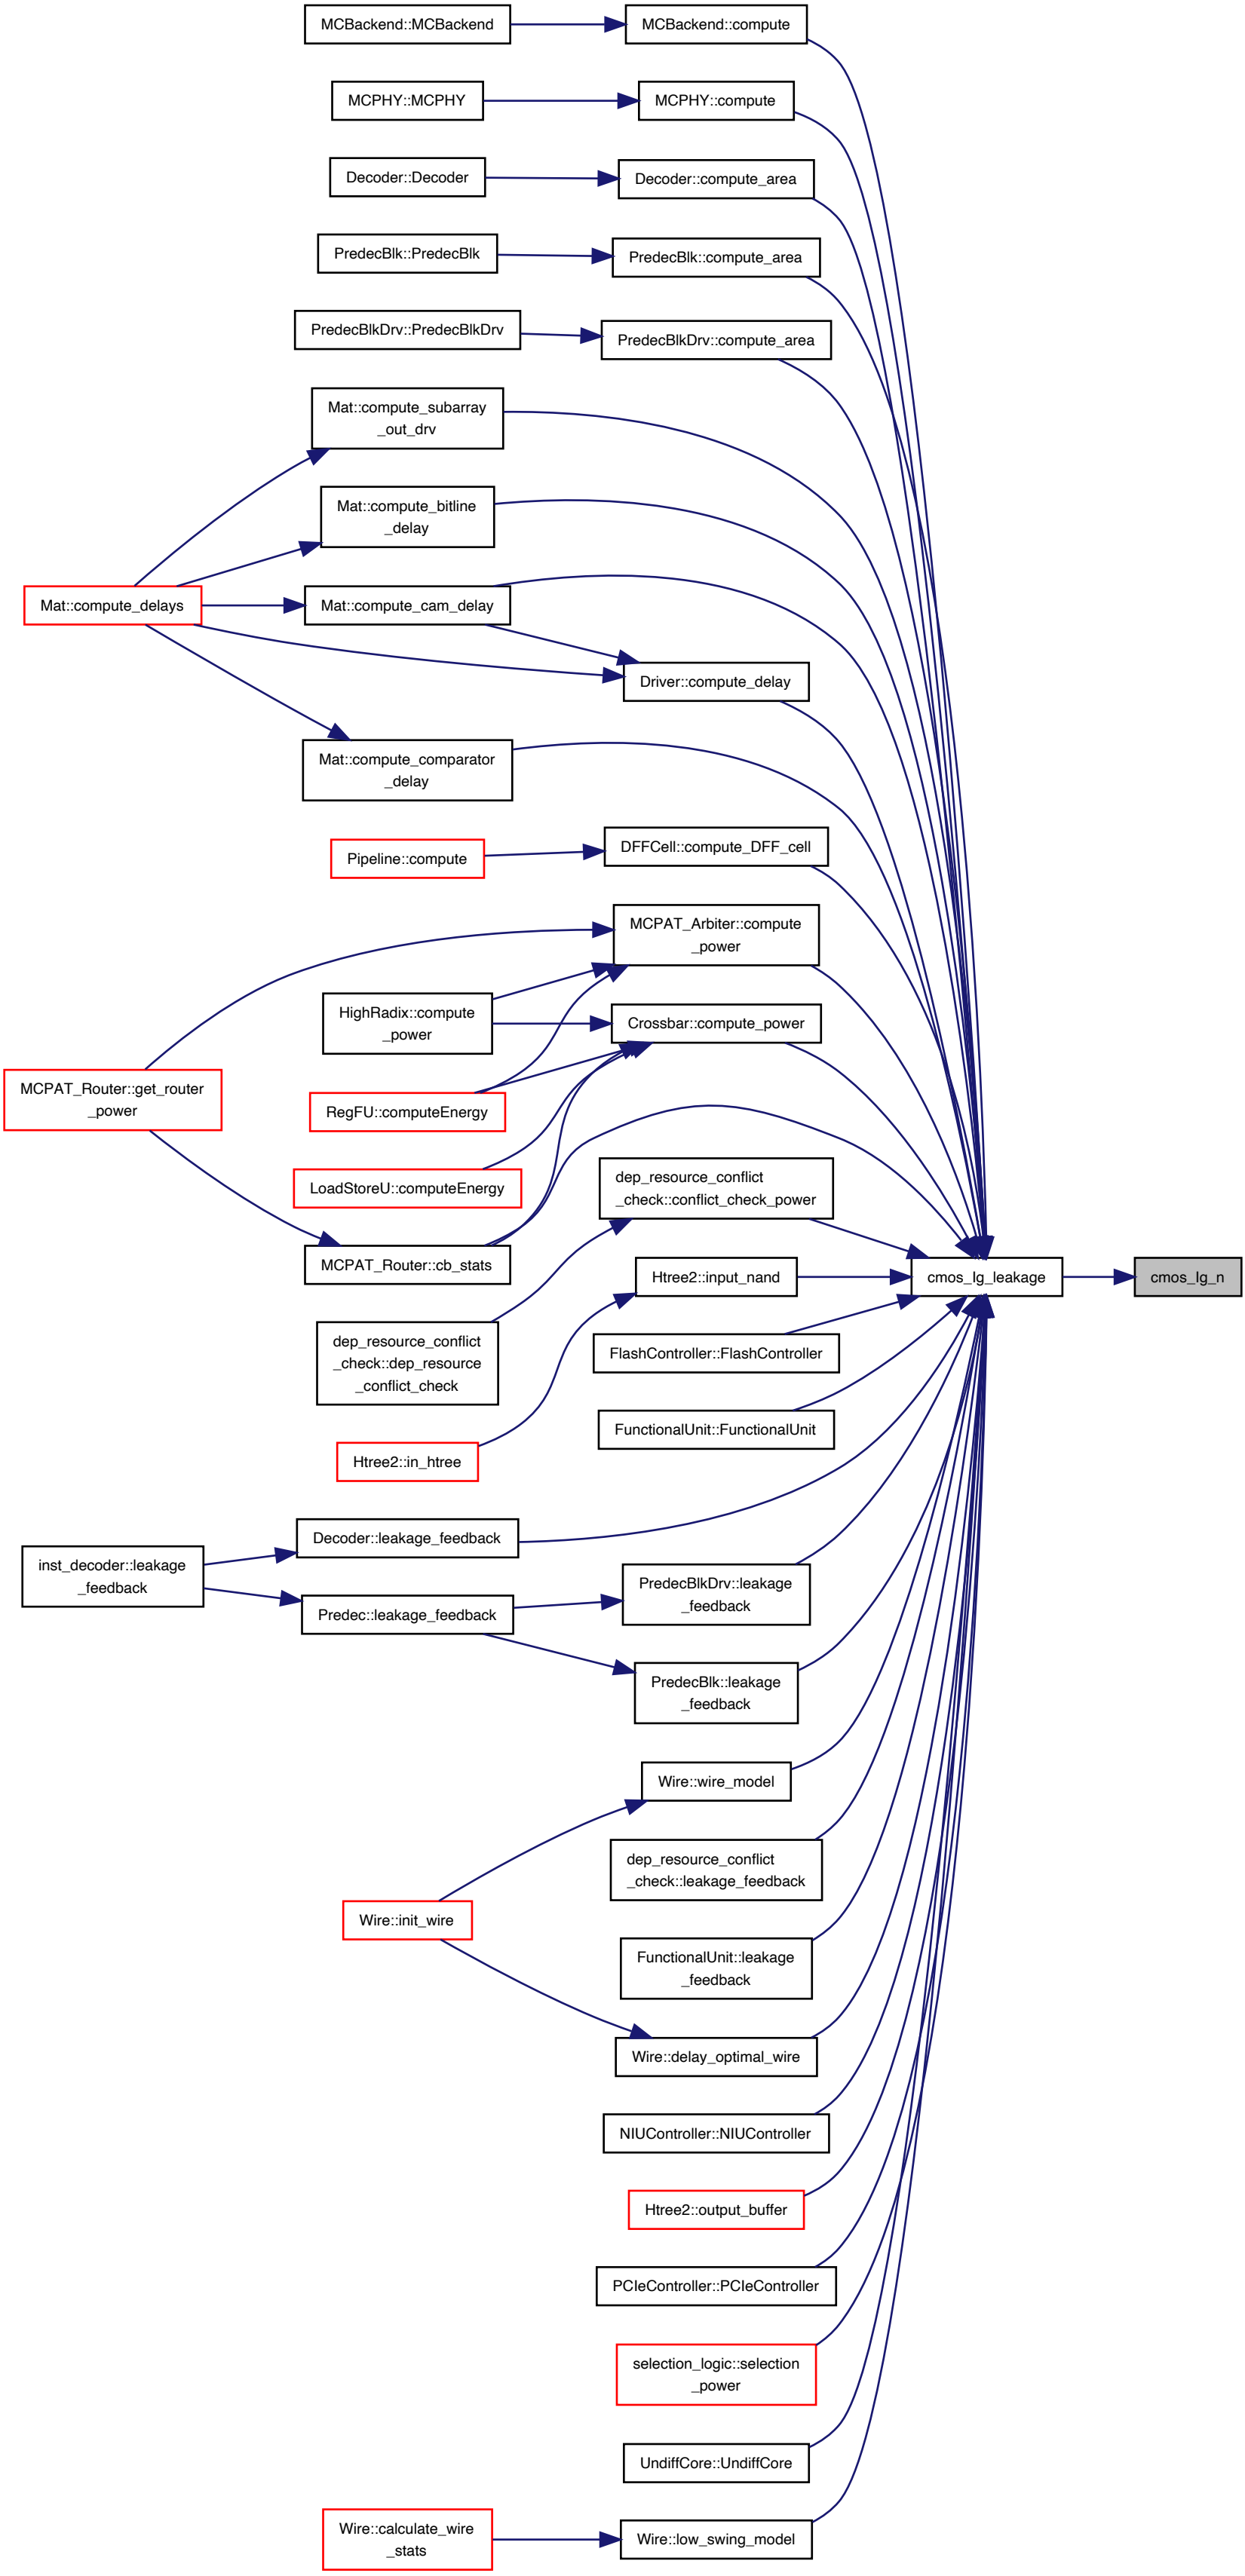 MCBackend::MCBackend
MCBackend::compute
MCPHY::MCPHY
MCPHY::compute
Decoder::Decoder
Decoder::compute_area
PredecBlk::PredecBlk
PredecBlk::compute_area
PredecBlkDrv::PredecBlkDrv
PredecBlkDrv::compute_area
Mat::compute_subarray
_out_drv
Mat::compute_bitline
_delay
Mat::compute_delays
Mat::compute_cam_delay
Driver::compute_delay
Mat::compute_comparator
_delay
Pipeline::compute
DFFCell::compute_DFF_cell
MCPAT_Arbiter::compute
_power
HighRadix::compute
_power
Crossbar::compute_power
MCPAT_Router::get_router
_power
RegFU::computeEnergy
LoadStoreU::computeEnergy
dep_resource_conflict
_check::conflict_check_power
MCPAT_Router::cb_stats
Htree2::input_nand
cmos_lg_leakage
cmos_lg_n
dep_resource_conflict
_check::dep_resource
_conflict_check
FlashController::FlashController
FunctionalUnit::FunctionalUnit
Htree2::in_htree
Decoder::leakage_feedback
inst_decoder::leakage
_feedback
PredecBlkDrv::leakage
_feedback
Predec::leakage_feedback
PredecBlk::leakage
_feedback
Wire::wire_model
dep_resource_conflict
_check::leakage_feedback
Wire::init_wire
FunctionalUnit::leakage
_feedback
Wire::delay_optimal_wire
NIUController::NIUController
Htree2::output_buffer
PCIeController::PCIeController
selection_logic::selection
_power
UndiffCore::UndiffCore
Wire::calculate_wire
_stats
Wire::low_swing_model